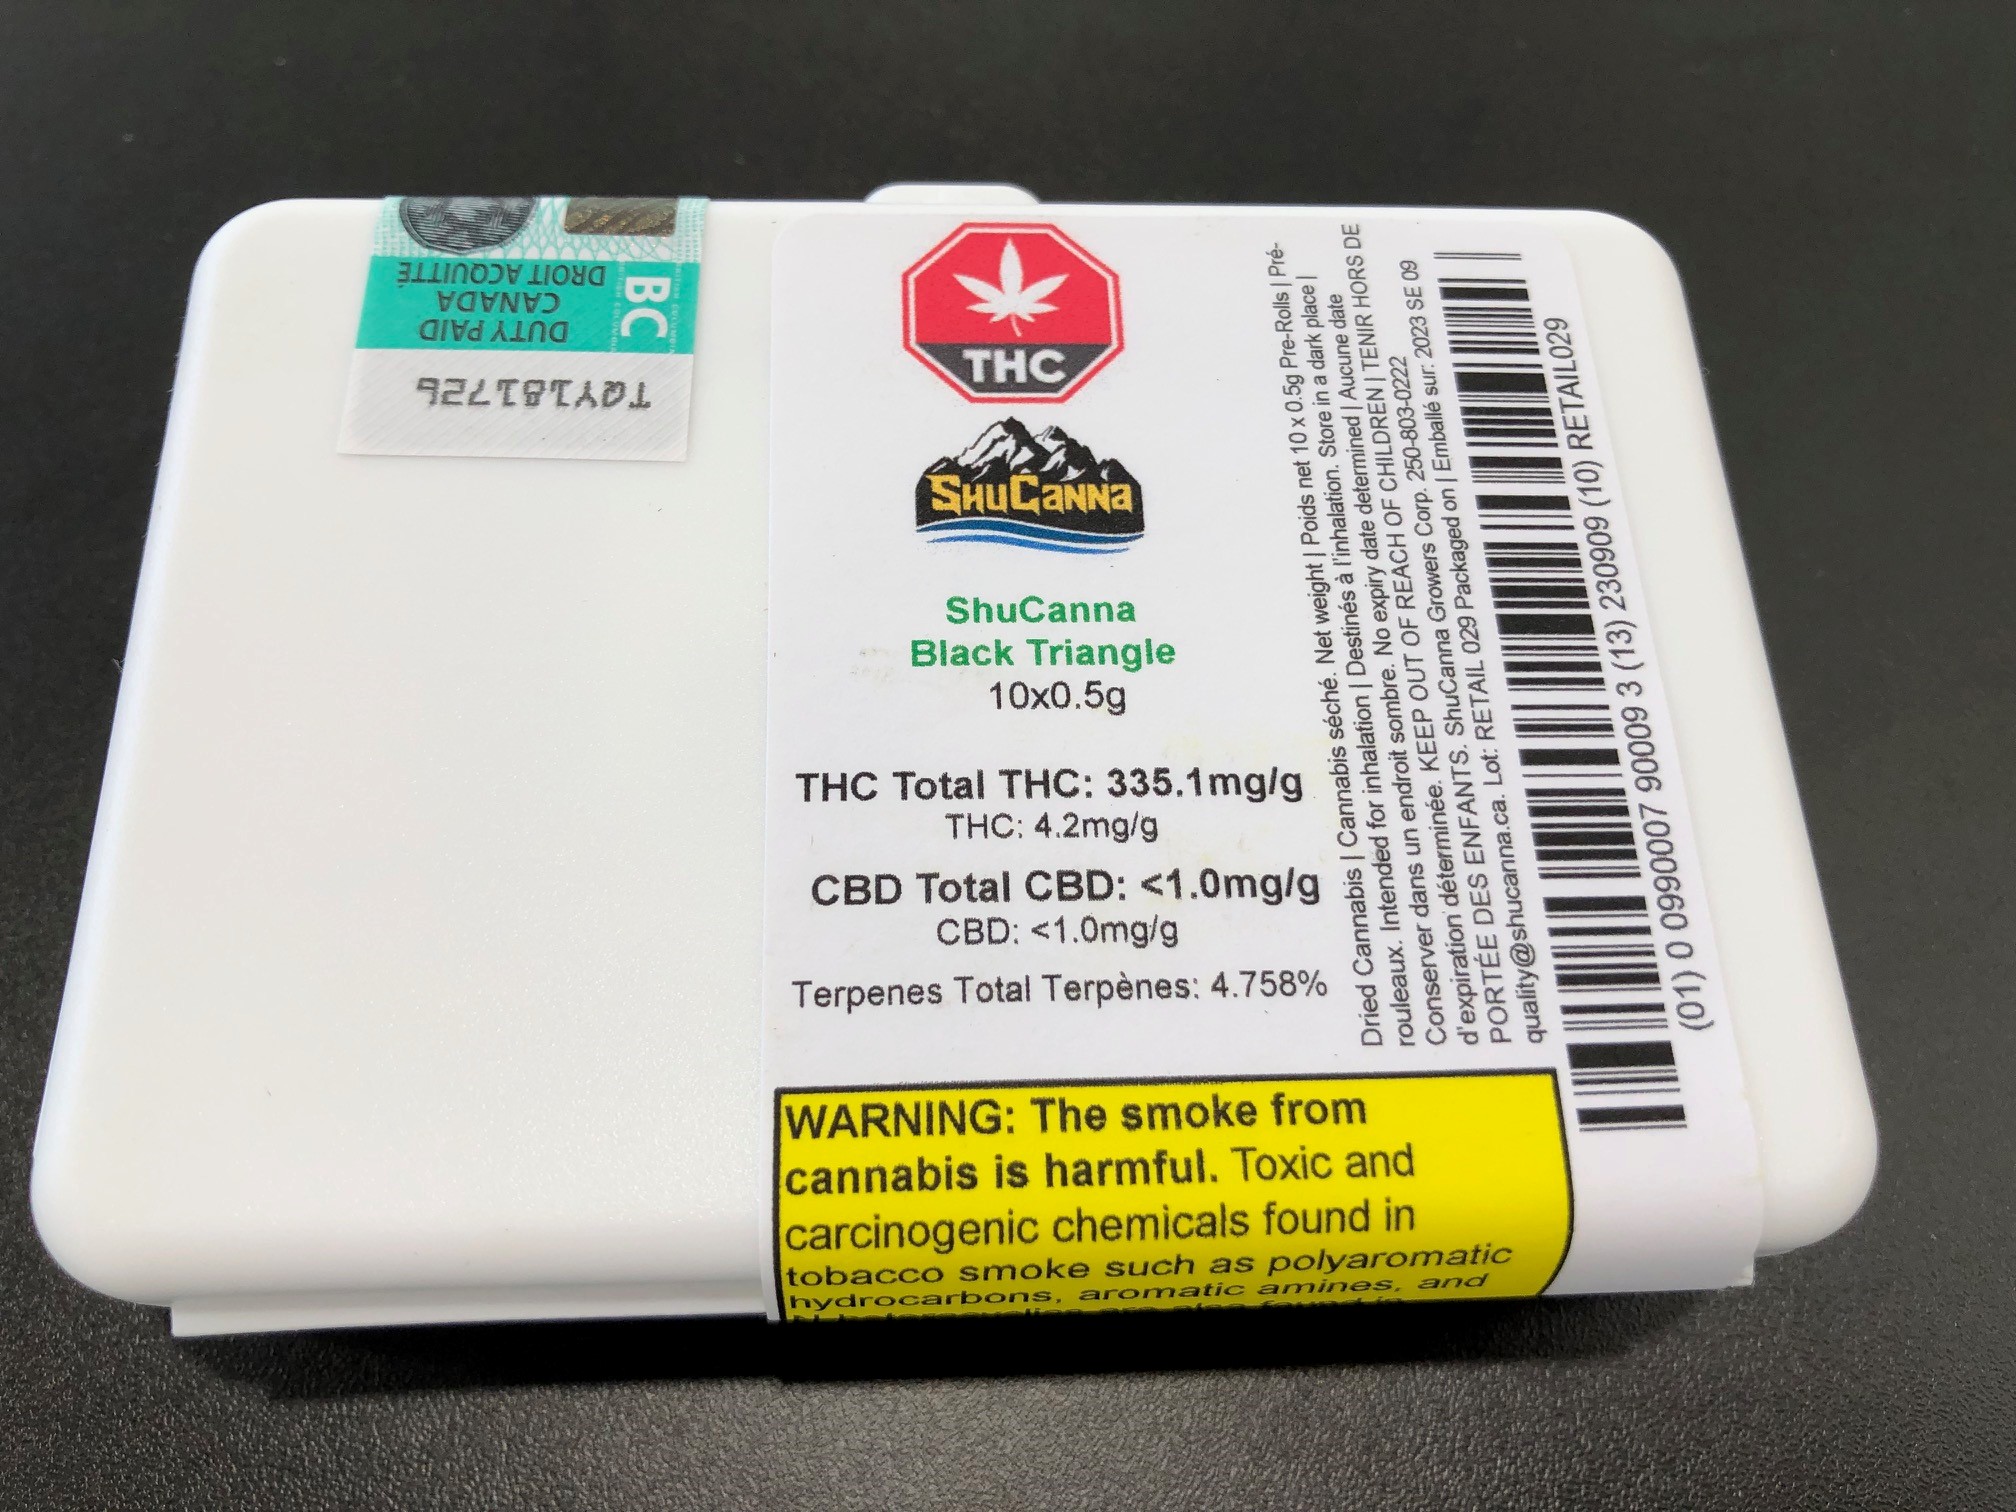 BC
DUTY PAID
CANADA
DROIT ACQUITTÉ
TQY181726
THC
SHUCANNA
ShuCanna
Black Triangle
10x0.5g
THC Total THC: 335.1mg/g
THC: 4.2mg/g
CBD Total CBD: <1.0mg/g
CBD: <1.0mg/g
Terpenes Total Terpènes: 4.758%
WARNING: The smoke from
cannabis is harmful. Toxic and
carcinogenic chemicals found in
tobacco smoke such as polyaromatic
hydrocarbons, aromatic amines, and
Dried Cannabis | Cannabis séché. Net weight | Poids net 10 x 0.5g Pre-Rolls | Pré-
rouleaux. Intended for inhalation | Destinés à l'inhalation. Store in a dark place |
Conserver dans un endroit sombre. No expiry date determined | Aucune date
d'expiration déterminée. KEEP OUT OF REACH OF CHILDREN | TENIR HORS DE
PORTÉE DES ENFANTS. ShuCanna Growers Corp. 250-803-0222
quality@shucanna.ca. Lot: RETAIL 029 Packaged on | Emballé sur: 2023 SE 09
(01) 0 0990007 90009 3 (13) 230909 (10) RETAIL029